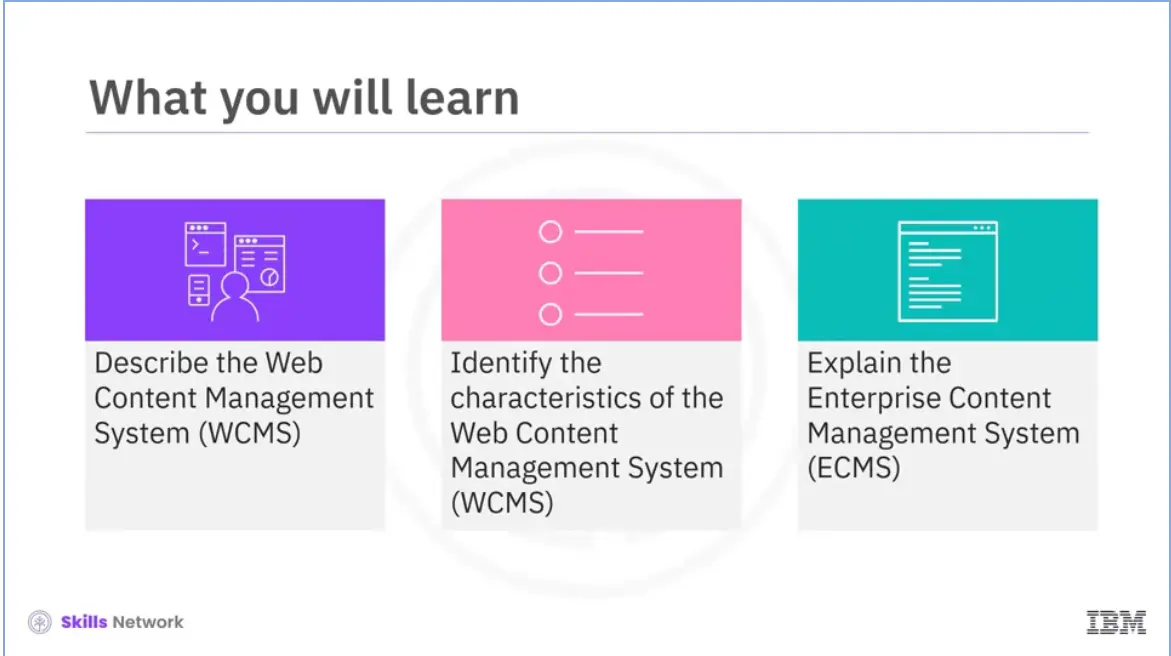 What you will learn
Describe the Web
Content Management
System (WCMS)
Identify the
characteristics of the
Web Content
Management System
(WCMS)
Explain the
Enterprise Content
Management System
(ECMS)
Skills Network
IBM